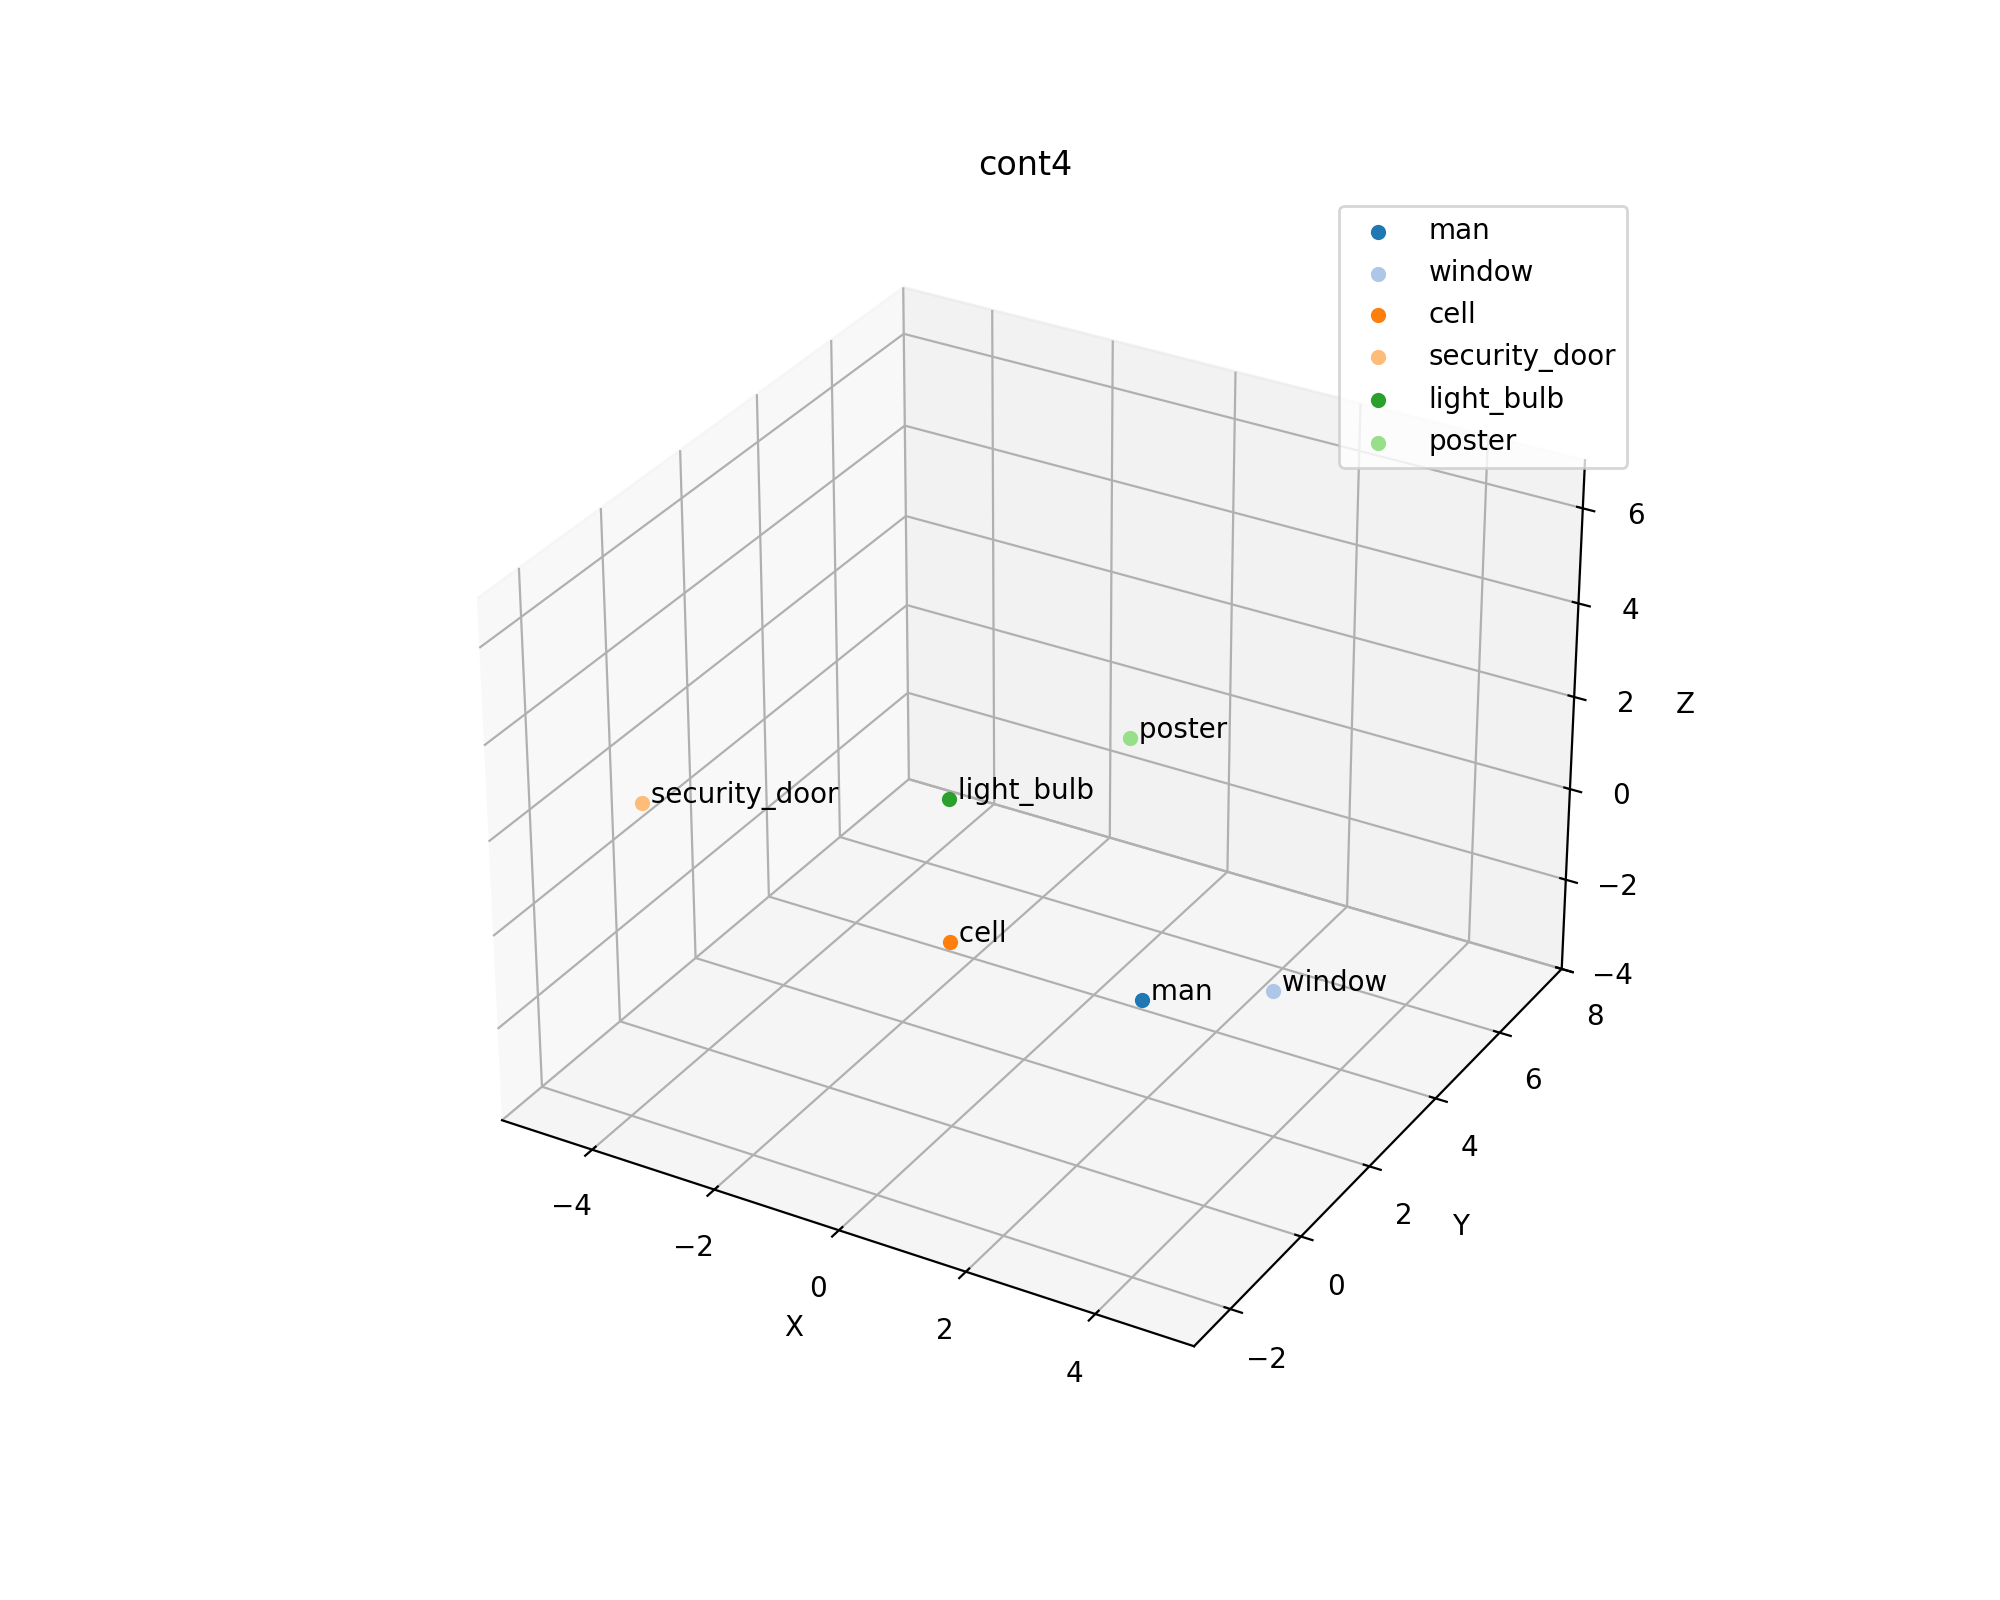 cont4
man
window
cell
security_door
light_bulb
poster
6
4
2
Z
0
−2
−4
poster
security_door
light_bulb
cell
man
window
8
6
4
2
Y
0
−2
−4
−2
0
X
2
4